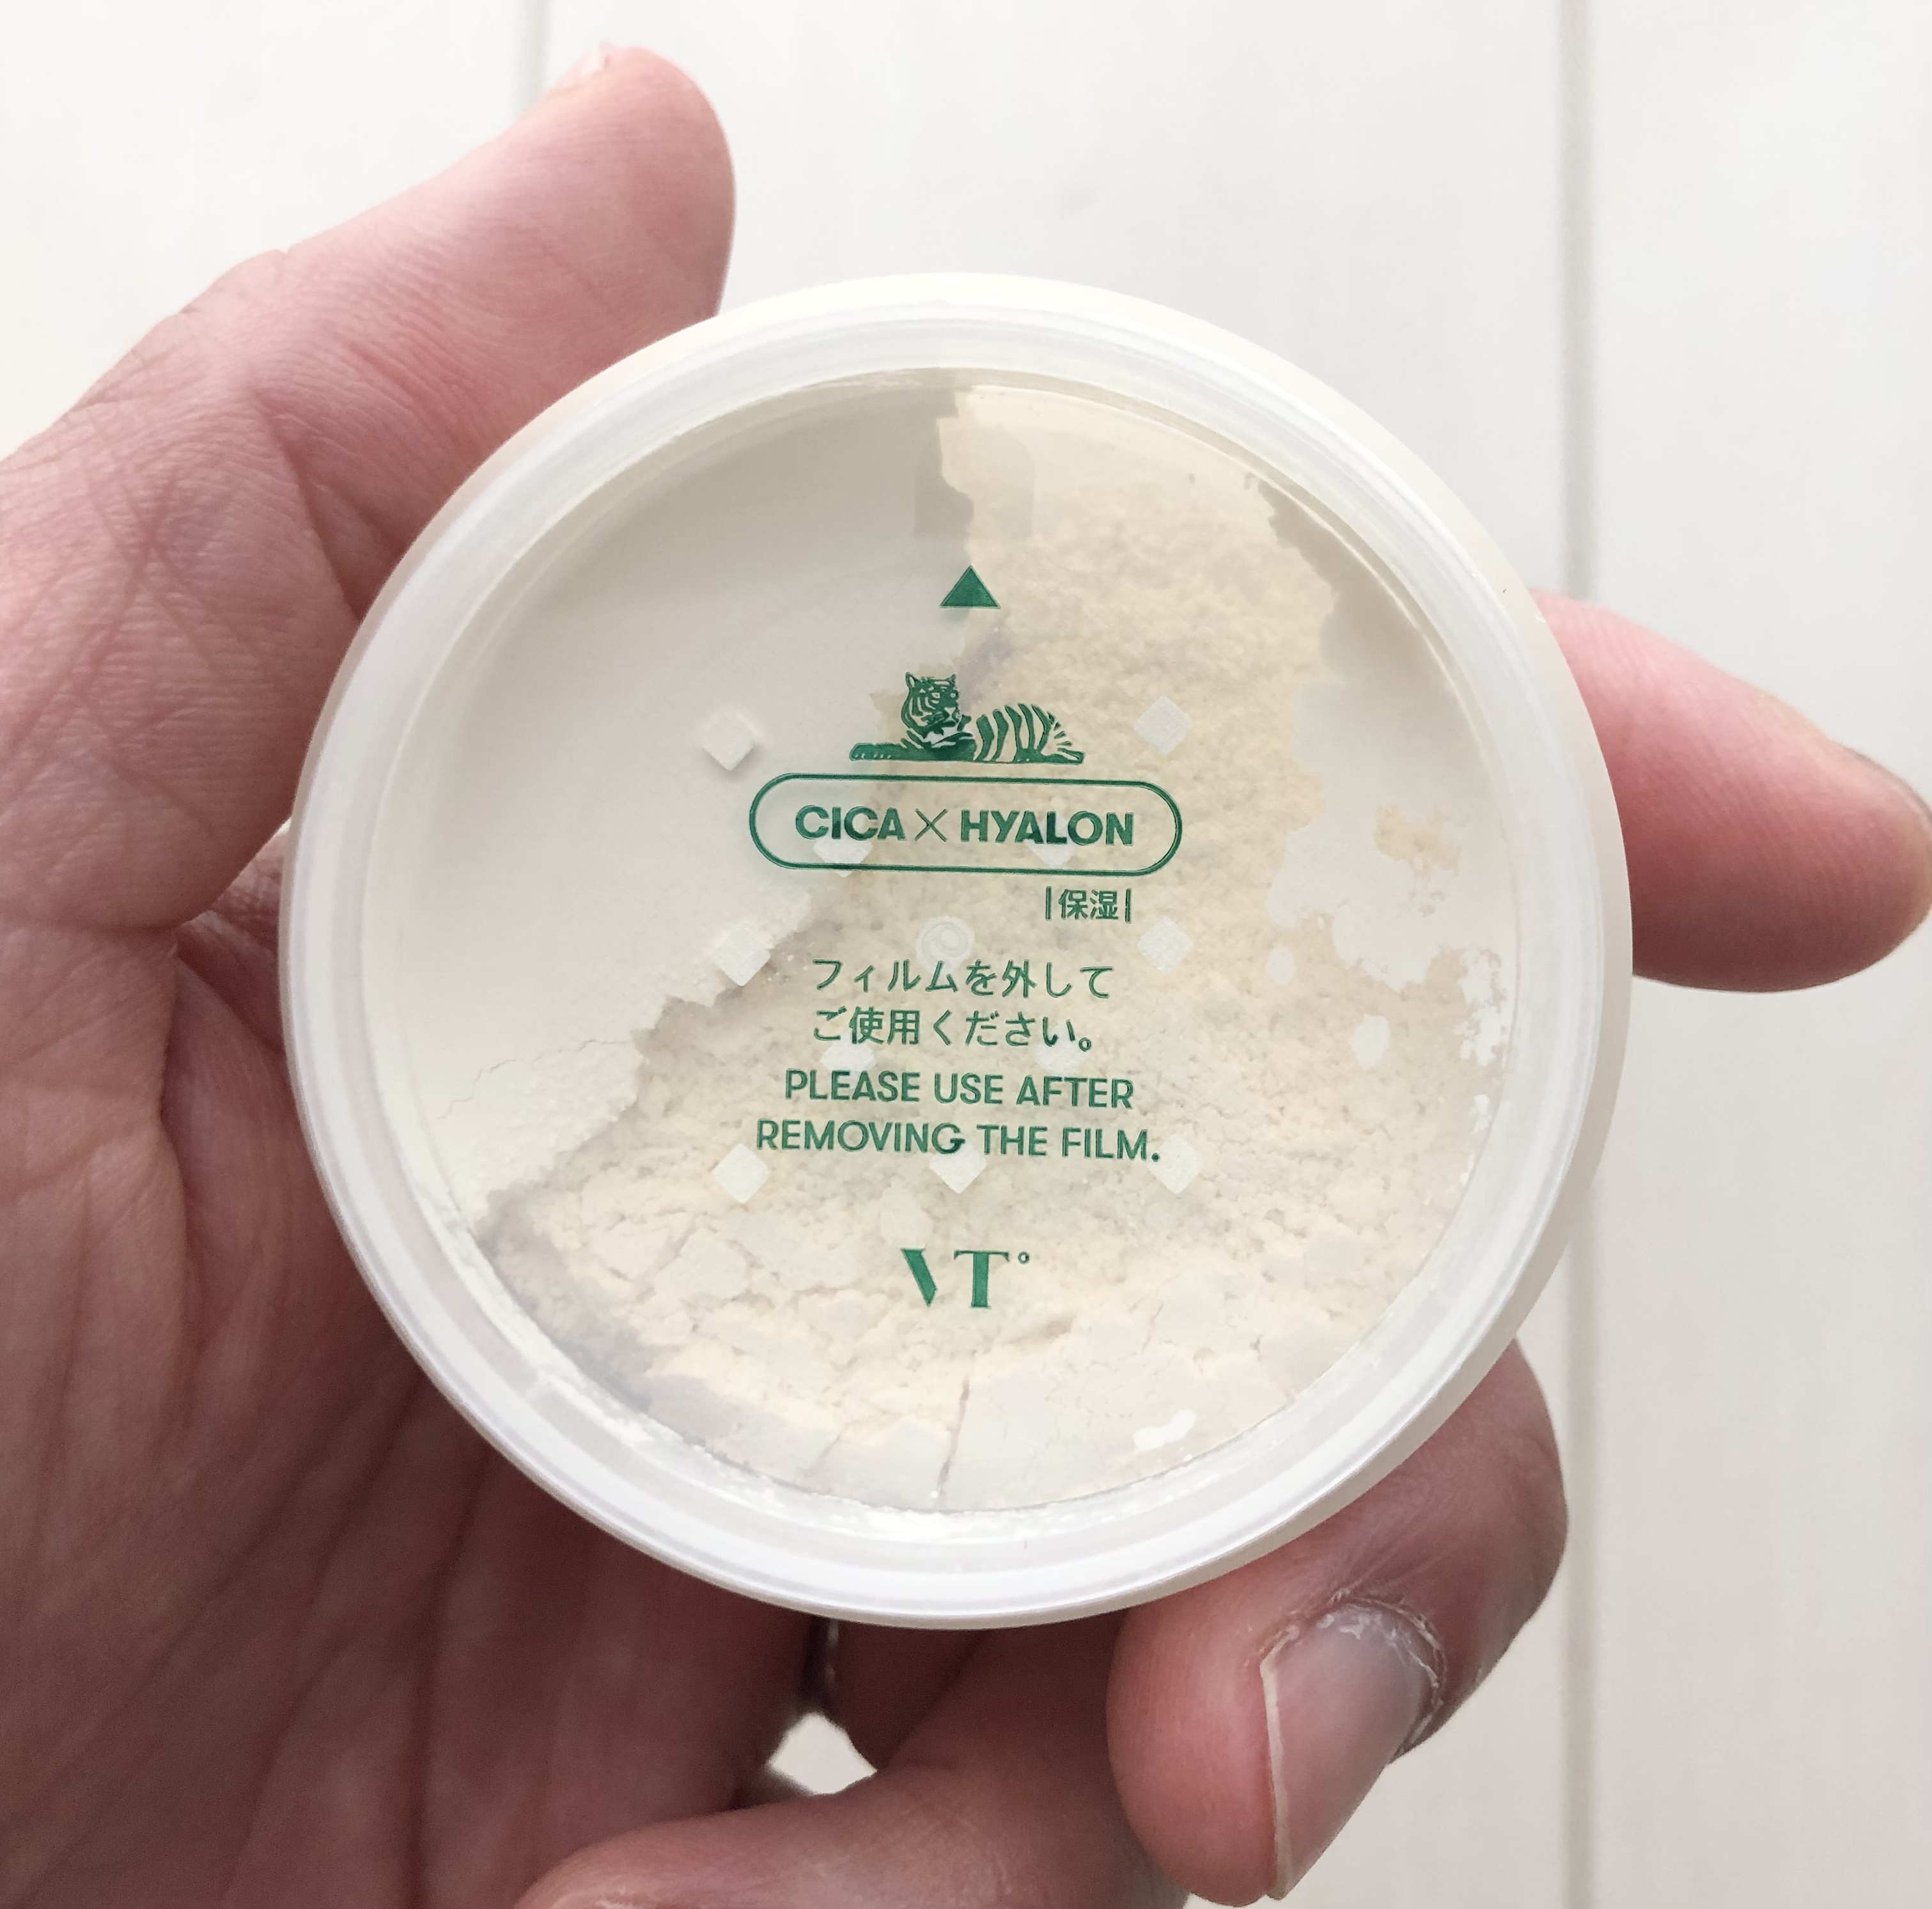 CICA × HYALON
|保湿|
フィルムを外して
ご使用ください。
PLEASE USE AFTER
REMOVING THE FILM.
VT